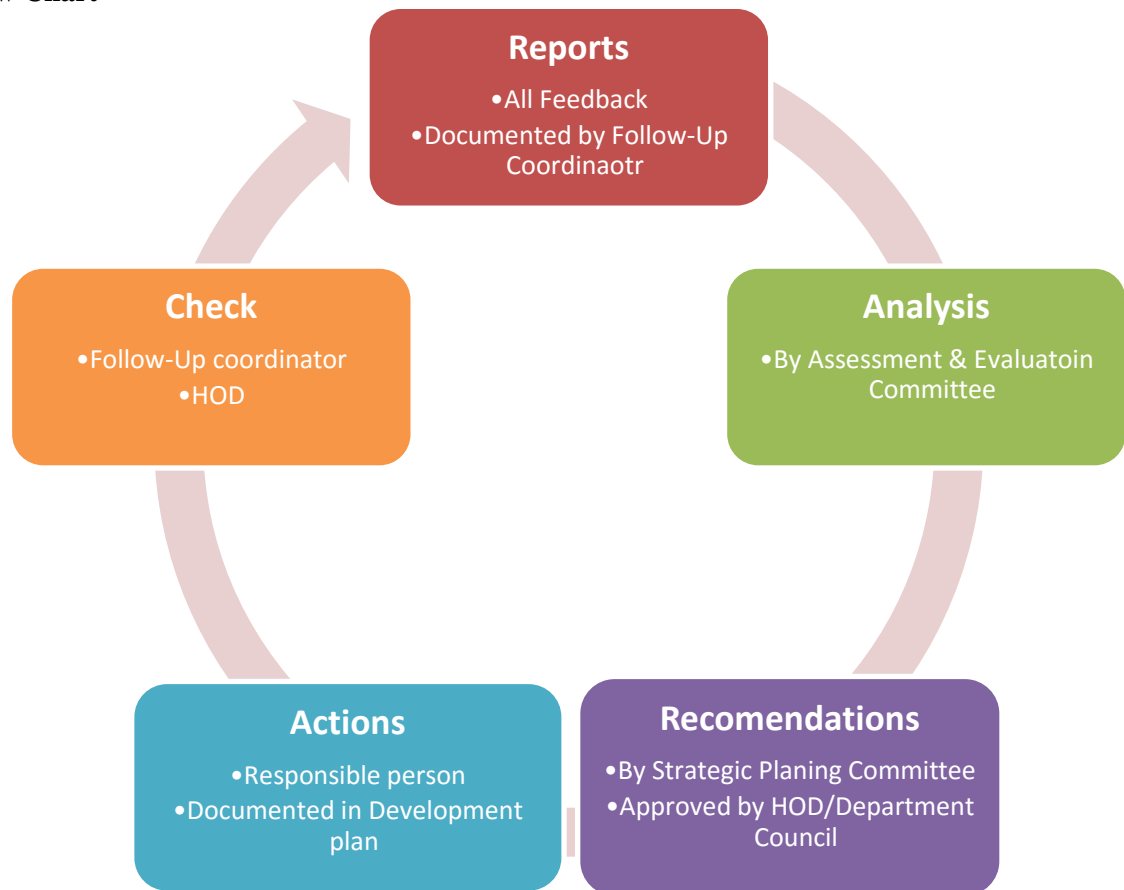 Reports
•All Feedback
•Documented by Follow-Up
Coordinaotr
Analysis
•By Assessment & Evaluatoin
Committee
Recomendations
•By Strategic Planing Committee
•Approved by HOD/Department
Council
Actions
•Responsible person
•Documented in Development
plan
Check
•Follow-Up coordinator
•HOD